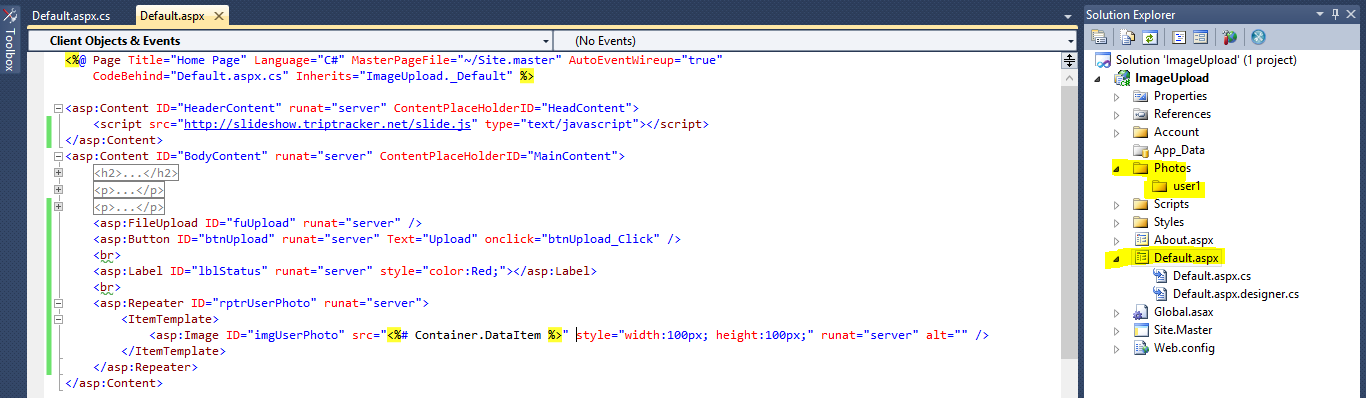 Toolbox
Default.aspx.cs
Default.aspx
Client Objects & Events
(No Events)
<%@ Page Title="Home Page" Language="C#" MasterPageFile="~/Site.master" AutoEventWireup="true"
CodeBehind="Default.aspx.cs" Inherits="ImageUpload._Default" %>
<asp:Content ID="HeaderContent" runat="server" ContentPlaceHolderID="HeadContent">
<script src="http://slideshow.triptracker.net/slide.js" type="text/javascript"></script>
</asp:Content>
<asp:Content ID="BodyContent" runat="server" ContentPlaceHolderID="MainContent">
<h2>...</h2>
<p>...</p>
<p>...</p>
<asp:FileUpload ID="fuUpload" runat="server" />
<asp:Button ID="btnUpload" runat="server" Text="Upload" onclick="btnUpload_Click" />
<br>
<asp:Label ID="lblStatus" runat="server" style="color:Red;"></asp:Label>
<br>
<asp:Repeater ID="rptrUserPhoto" runat="server">
<ItemTemplate>
<asp:Image ID="imgUserPhoto" src="<%# Container.DataItem %>" style="width:100px; height:100px;" runat="server" alt="" />
</ItemTemplate>
</asp:Repeater>
</asp:Content>
Solution Explorer
Solution 'ImageUpload' (1 project)
ImageUpload
Properties
References
Account
App_Data
Photos
user1
Scripts
Styles
About.aspx
Default.aspx
Default.aspx.cs
Default.aspx.designer.cs
Global.asax
Site.Master
Web.config